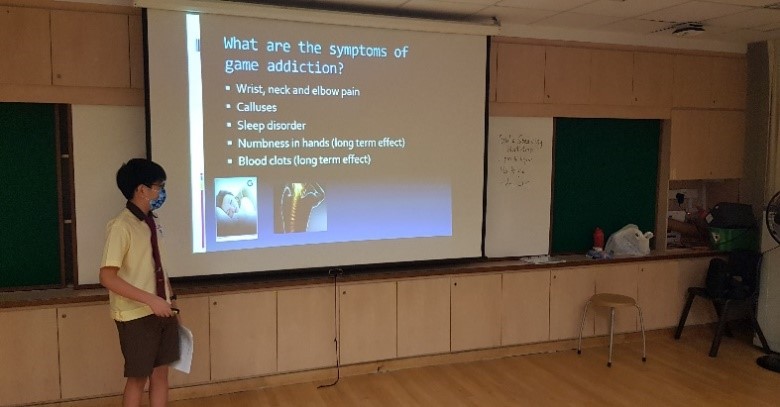 What are the symptoms of
game addiction?
▪ Wrist, neck and elbow pain
▪ Calluses
▪ Sleep disorder
▪ Numbness in hands (long term effect)
▪ Blood clots (long term effect)